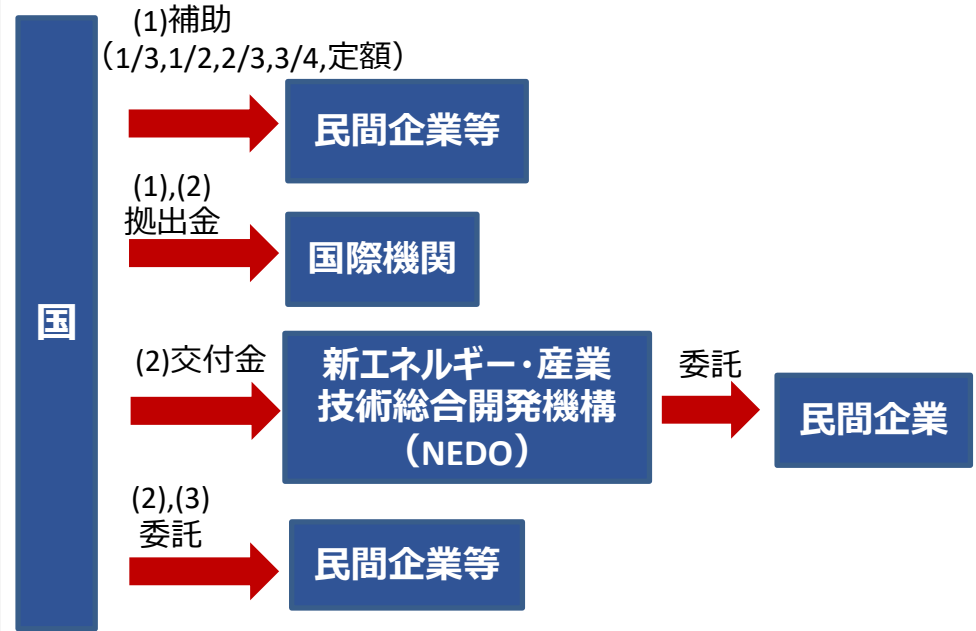 国
(1)補助
（1/3,1/2,2/3,3/4,定額）
民間企業等
(1),(2)
拠出金
国際機関
(2)交付金
新エネルギー・産業
技術総合開発機構
（NEDO）
委託
民間企業
(2),(3)
委託
民間企業等